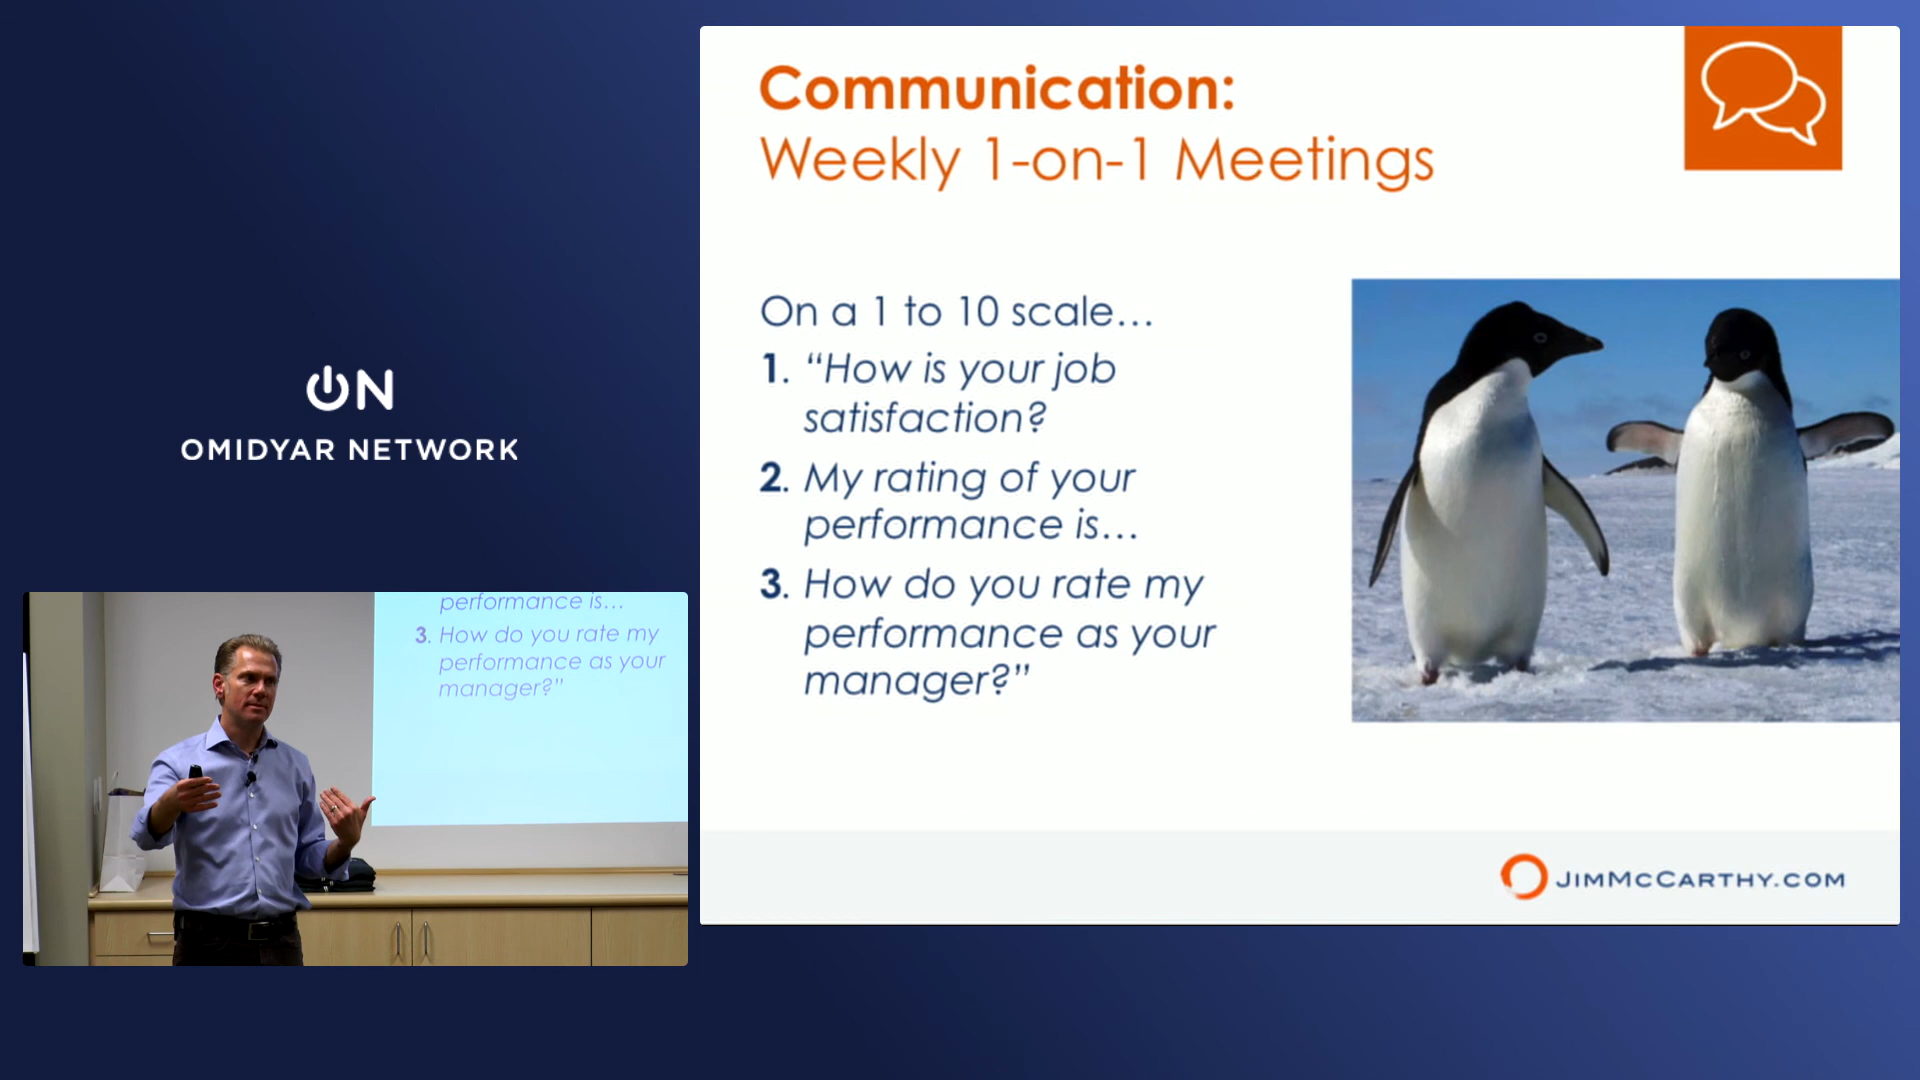 Communication:
Weekly 1-on-1 Meetings
On a 1 to 10 scale…
1. “How is your job
satisfaction?
2. My rating of your
performance is…
3. How do you rate my
performance as your
manager?”
JIMMCCARTHY.COM
ON
OMIDYAR NETWORK
performance is…
3. How do you rate my
performance as your
manager?”